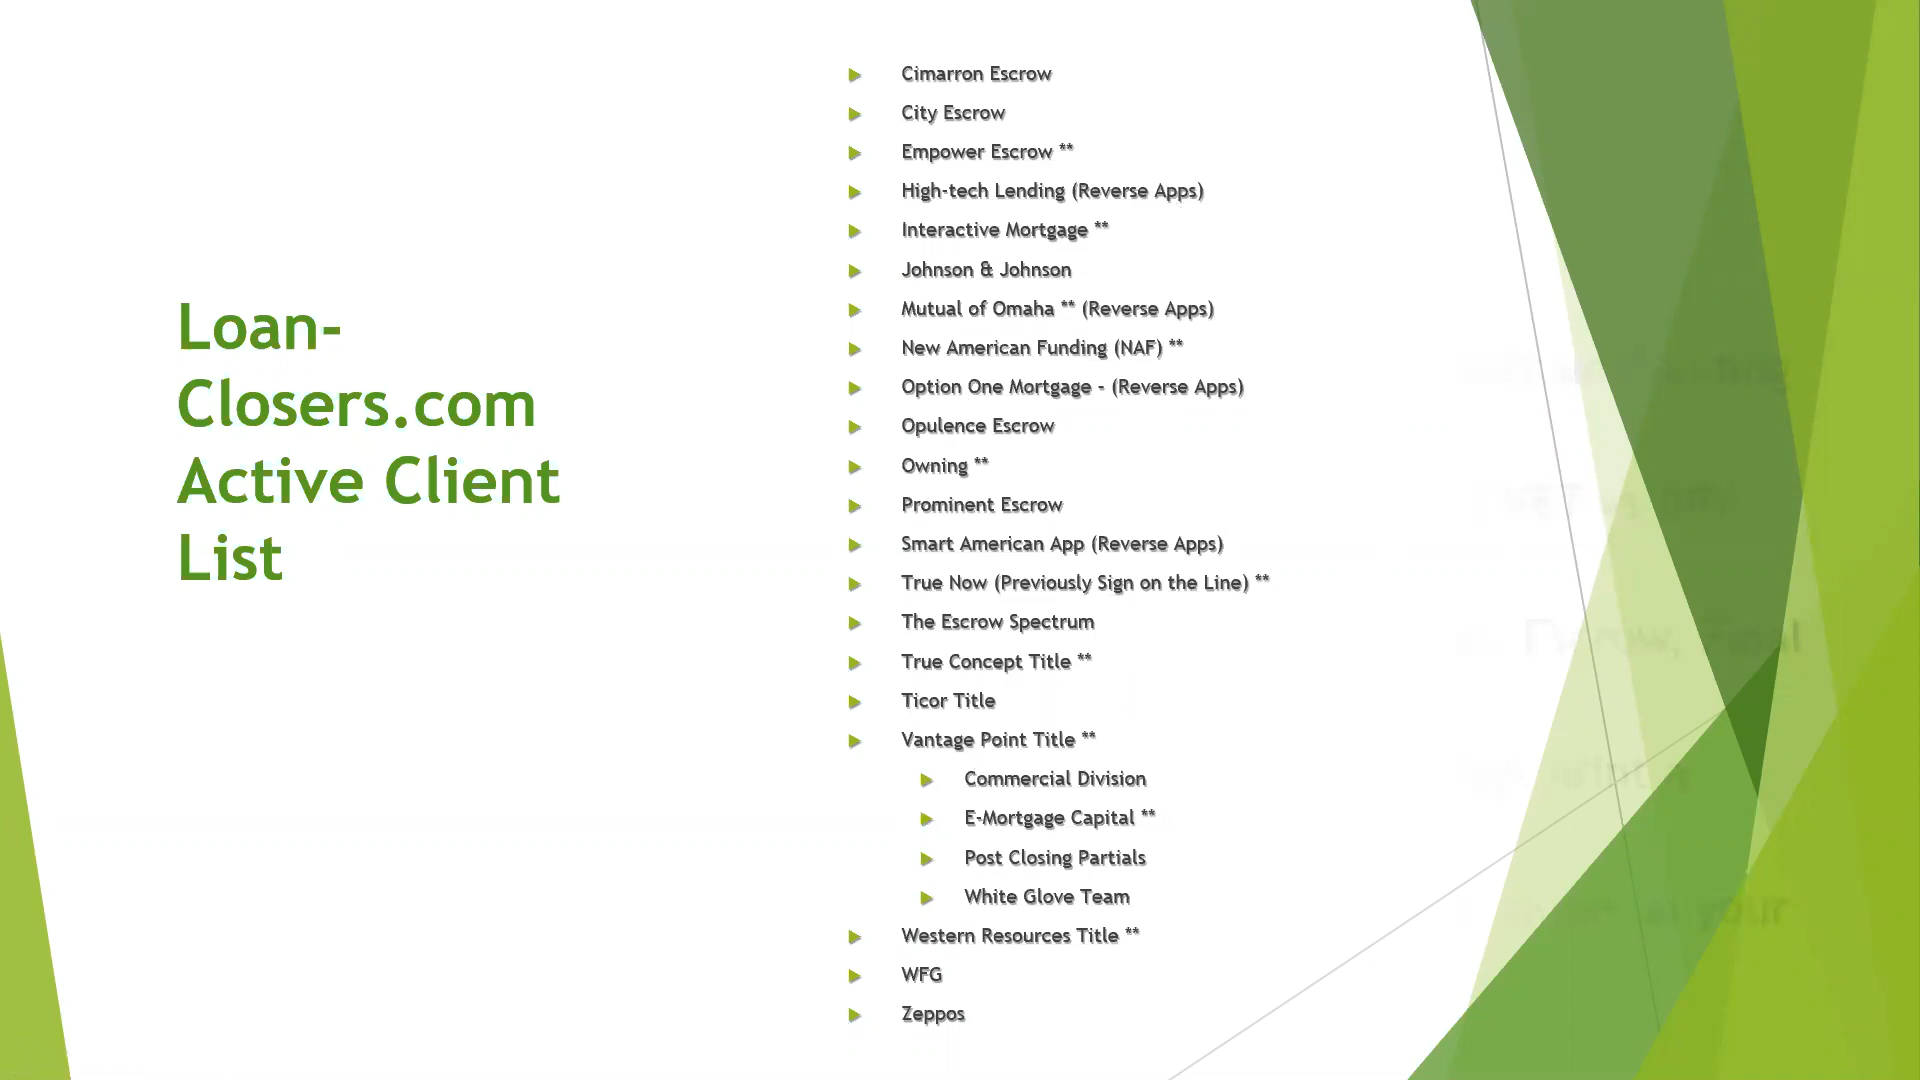 Loan-
Closers.com
Active Client
List
Cimarron Escrow
City Escrow
Empower Escrow **
High-tech Lending (Reverse Apps)
Interactive Mortgage **
Johnson & Johnson
Mutual of Omaha ** (Reverse Apps)
New American Funding (NAF) **
Option One Mortgage - (Reverse Apps)
Opulence Escrow
Owning **
Prominent Escrow
Smart American App (Reverse Apps)
True Now (Previously Sign on the Line) **
The Escrow Spectrum
True Concept Title **
Ticor Title
Vantage Point Title **
Commercial Division
E-Mortgage Capital **
Post Closing Partials
White Glove Team
Western Resources Title **
WFG
Zeppos